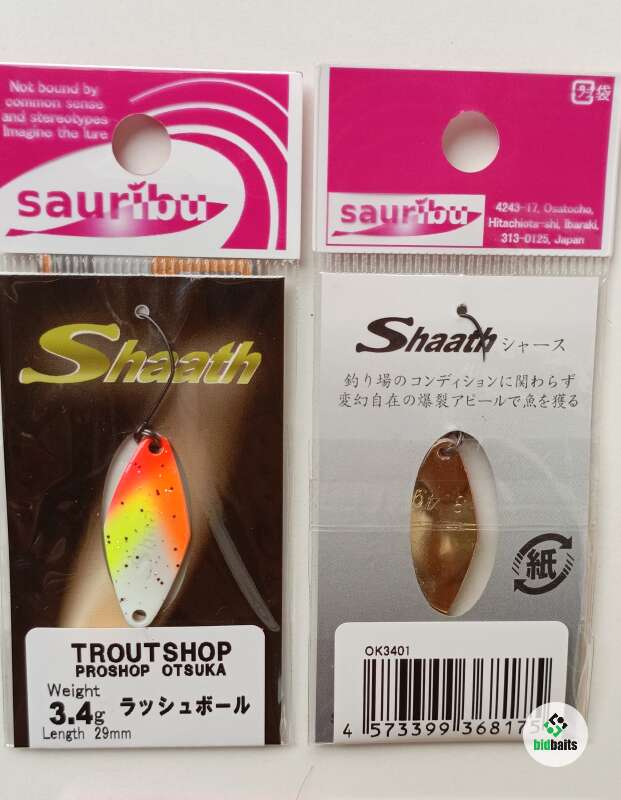 Not bound by
common sense
and stereotypes
Imagine the lure
sauribu
Shaath
TROUTSHOP
PROSHOP OTSUKA
Weight
3.4g ラッシュボール
Length 29mm
プラ 袋
sauribu
4243-17, Osatocho,
Hitachiota-shi, Ibaraki,
313-0125, Japan
Shaath シャース
釣り場のコンディションに関わらず
変幻自在の爆裂アピールで魚を獲る
3.4g
紙
OK3401
4 573399 368175
bidbaits